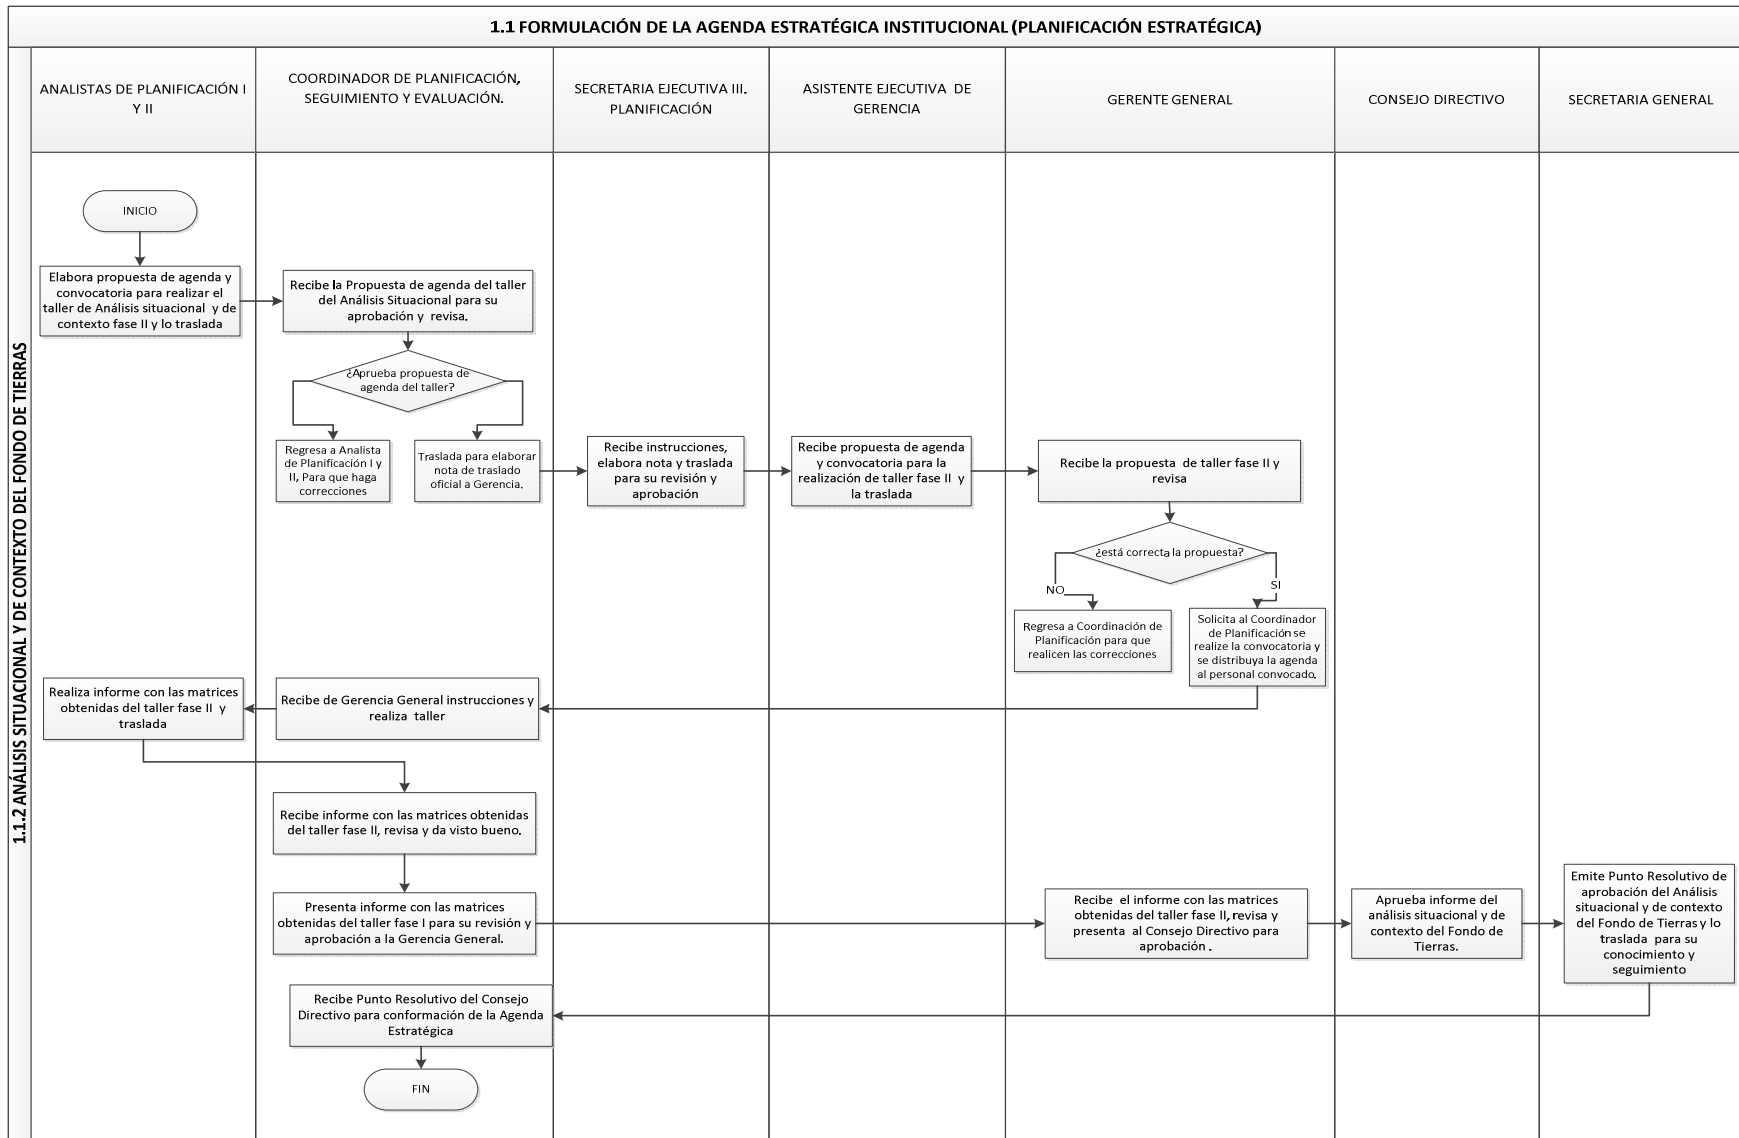 1.1 FORMULACIÓN DE LA AGENDA ESTRATÉGICA INSTITUCIONAL (PLANIFICACIÓN ESTRATÉGICA)
1.1.2 ANÁLISIS SITUACIONAL Y DE CONTEXTO DEL FONDO DE TIERRAS
ANALISTAS DE PLANIFICACIÓN I
Y II
COORDINADOR DE PLANIFICACIÓN,
SEGUIMIENTO Y EVALUACIÓN.
SECRETARIA EJECUTIVA III.
PLANIFICACIÓN
ASISTENTE EJECUTIVA DE
GERENCIA
GERENTE GENERAL
CONSEJO DIRECTIVO
SECRETARIA GENERAL
INICIO
Elabora propuesta de agenda y
convocatoria para realizar el
taller de Análisis situacional y de
contexto fase II y lo traslada
Recibe la Propuesta de agenda del taller
del Análisis Situacional para su
aprobación y revisa.
¿Aprueba propuesta de
agenda del taller?
Regresa a Analista
de Planificación I y
II, Para que haga
correcciones
Traslada para elaborar
nota de traslado
oficial a Gerencia.
Recibe instrucciones,
elabora nota y traslada
para su revisión y
aprobación
Recibe propuesta de agenda
y convocatoria para la
realización de taller fase II y
la traslada
Recibe la propuesta de taller fase II y
revisa
¿está correcta la propuesta?
NO
SI
Regresa a Coordinación de
Planificación para que
realicen las correcciones
Solicita al Coordinador
de Planificación se
realize la convocatoria y
se distribuya la agenda
al personal convocado.
Realiza informe con las matrices
obtenidas del taller fase II y
traslada
Recibe de Gerencia General instrucciones y
realiza taller
Recibe informe con las matrices obtenidas
del taller fase II, revisa y da visto bueno.
Presenta informe con las matrices
obtenidas del taller fase I para su revisión y
aprobación a la Gerencia General.
Recibe el informe con las matrices
obtenidas del taller fase II, revisa y
presenta al Consejo Directivo para
aprobación .
Aprueba informe del
análisis situacional y de
contexto del Fondo de
Tierras.
Emite Punto Resolutivo de
aprobación del Análisis
situacional y de contexto
del Fondo de Tierras y lo
traslada para su
conocimiento y
seguimiento
Recibe Punto Resolutivo del Consejo
Directivo para conformación de la Agenda
Estratégica
FIN